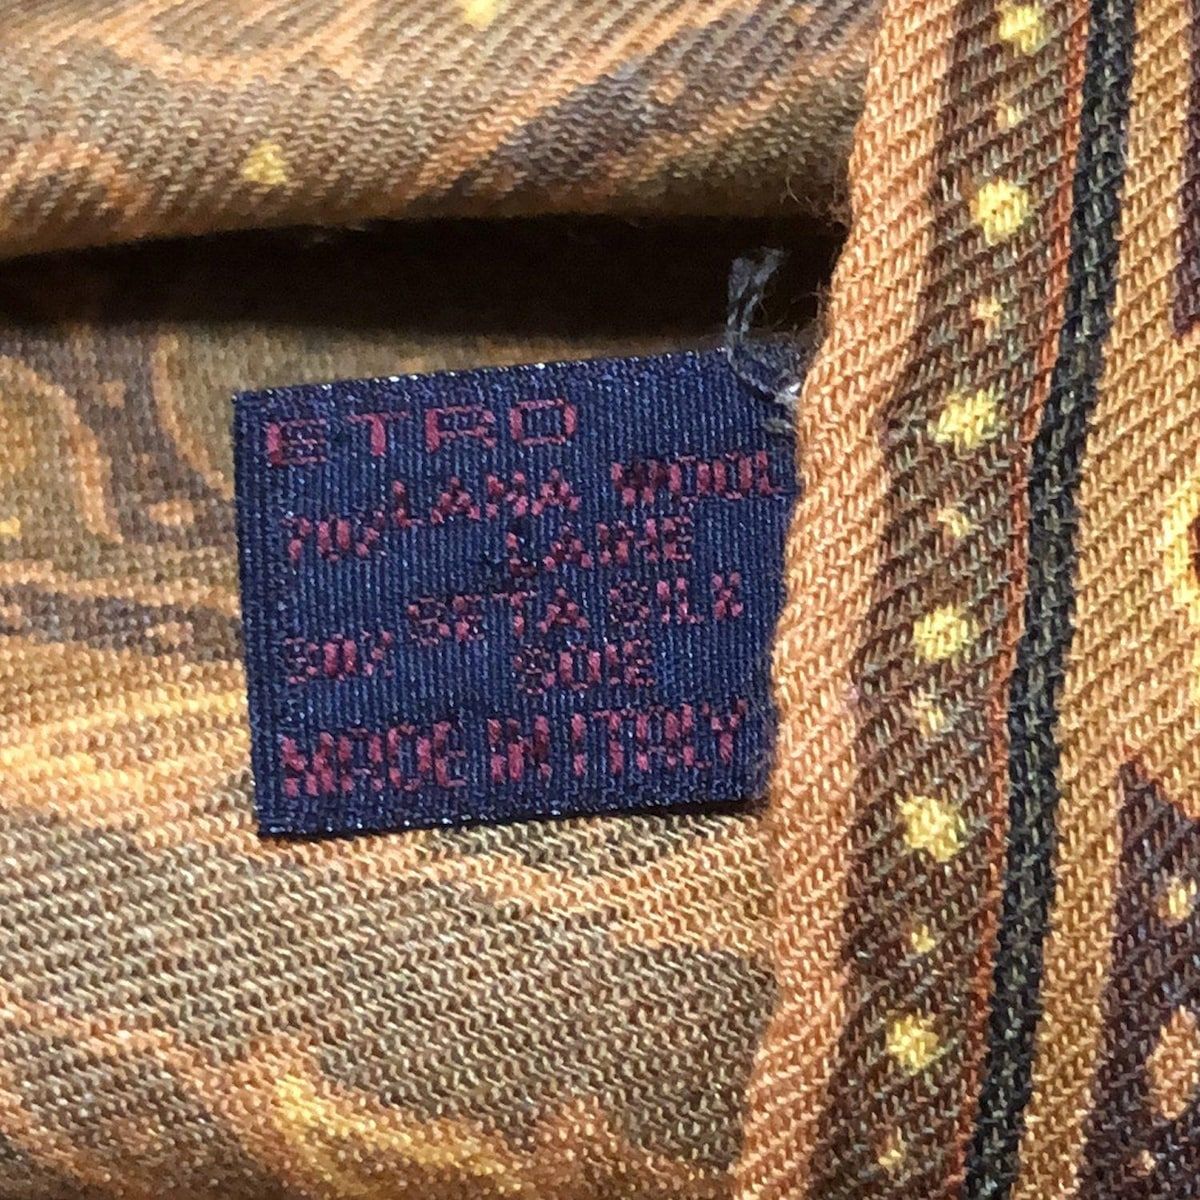 ETRO
70% LANA WOOL
LAINE
30% SETA SILK
SOIE
MADE IN ITALY